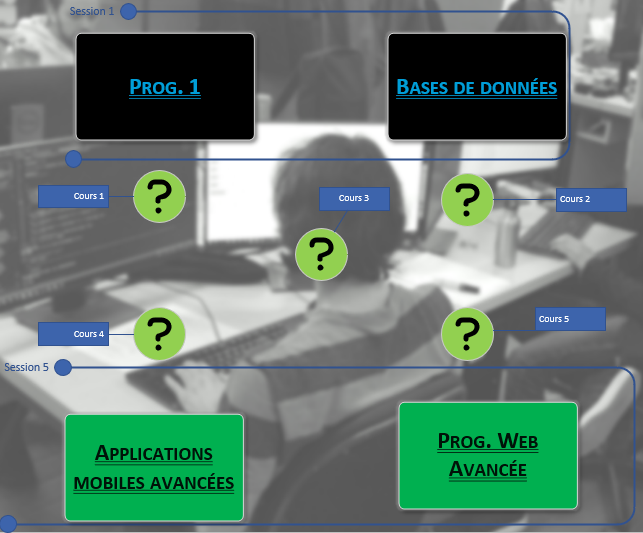 Session 1
PROG. 1
BASES DE DONNÉES
Cours 1
?
Cours 3
?
?
Cours 2
Cours 4
?
?
Cours 5
Session 5
APPLICATIONS
MOBILES AVANCÉES
PROG. WEB
AVANCÉE